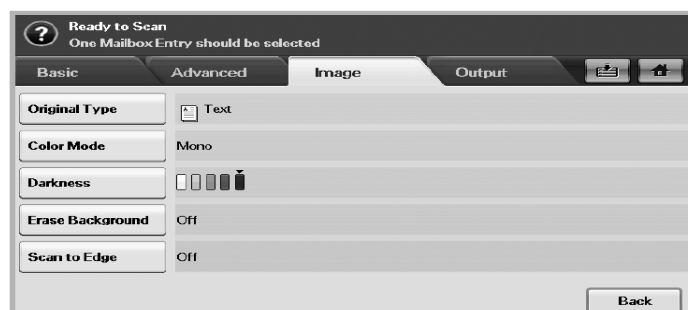 Ready to Scan
One Mailbox Entry should be selected
Basic Advanced Image Output
Original Type Text
Color Mode Mono
Darkness
Erase Background Off
Scan to Edge Off
Back